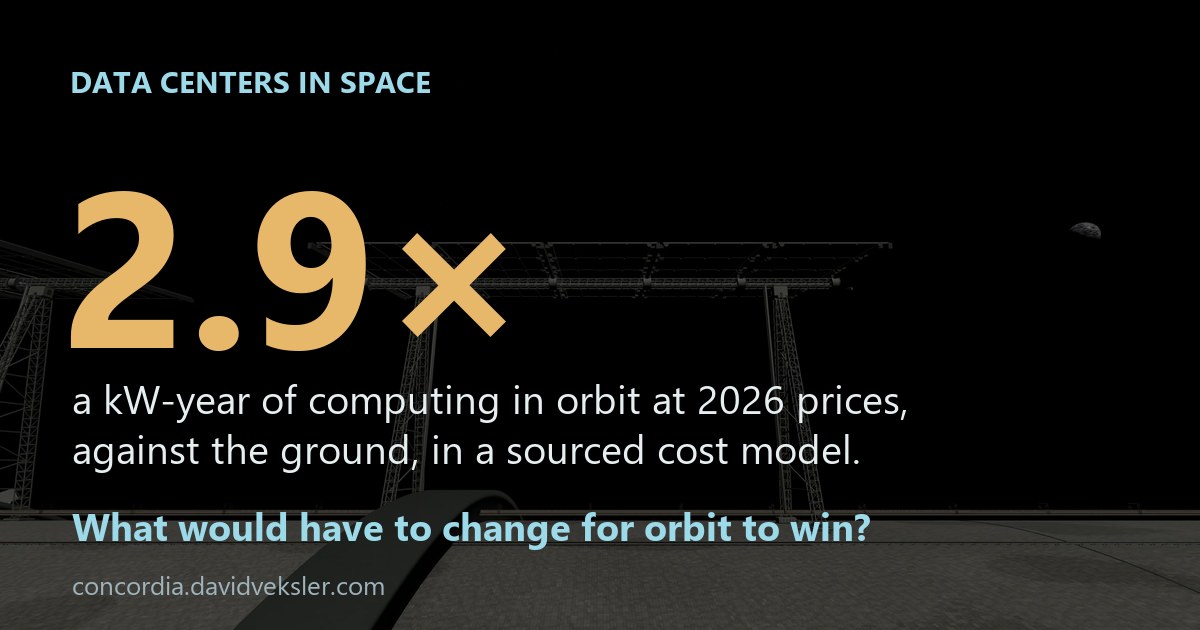 DATA CENTERS IN SPACE
2.9×
a kW-year of computing in orbit at 2026 prices,
against the ground, in a sourced cost model.
What would have to change for orbit to win?
concordia.davidveksler.com